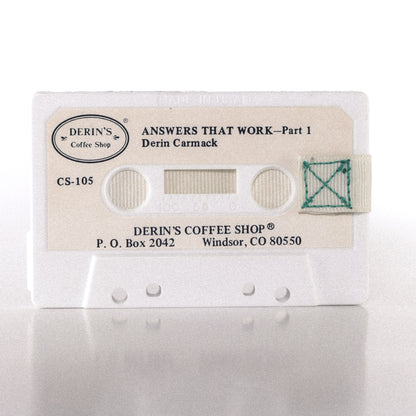 DERIN'S ®
Coffee Shop
ANSWERS THAT WORK—Part 1
Derin Carmack
CS-105
DERIN'S COFFEE SHOP®
P. O. Box 2042 Windsor, CO 80550